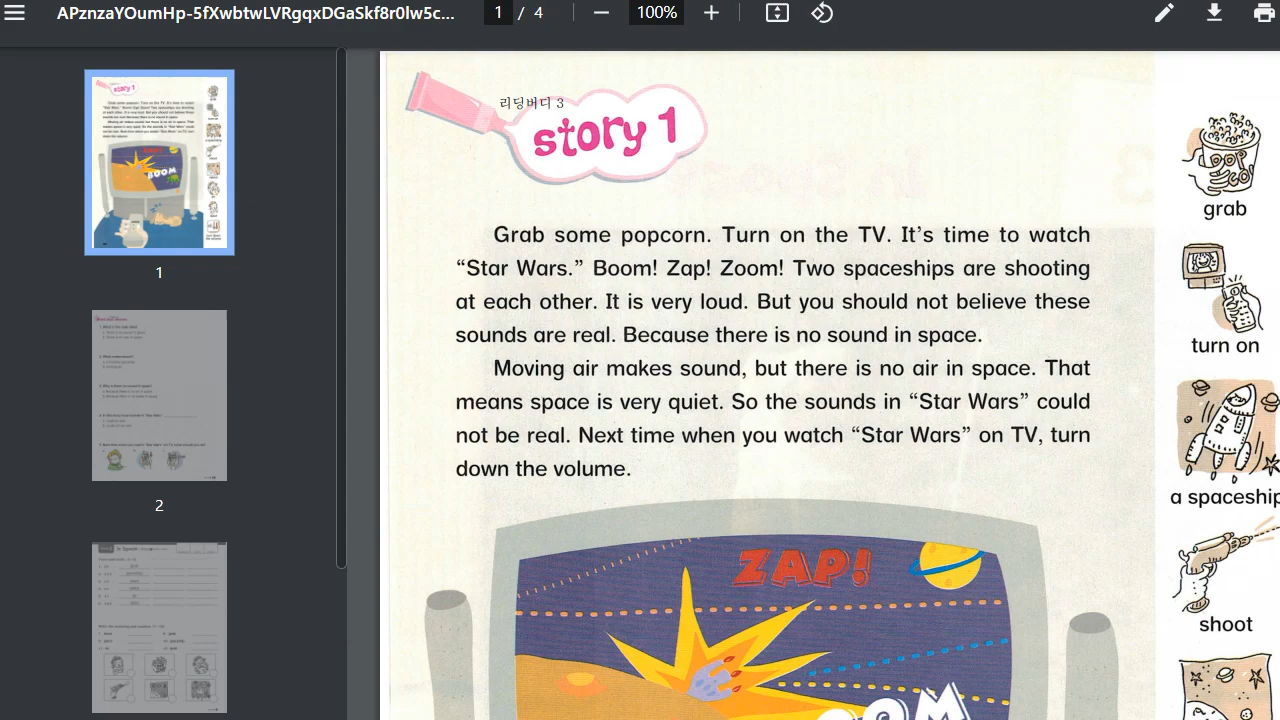 APznzaYOumHp-5fXwbtwLVRgqxDGaSkf8r0lw5c...
1 / 4
100%
1
2
리딩버디 3
story 1
Grab some popcorn. Turn on the TV. It's time to watch
“Star Wars.” Boom! Zap! Zoom! Two spaceships are shooting
at each other. It is very loud. But you should not believe these
sounds are real. Because there is no sound in space.
Moving air makes sound, but there is no air in space. That
means space is very quiet. So the sounds in “Star Wars” could
not be real. Next time when you watch “Star Wars” on TV, turn
down the volume.
ZAP!
grab
turn on
a spaceship
shoot